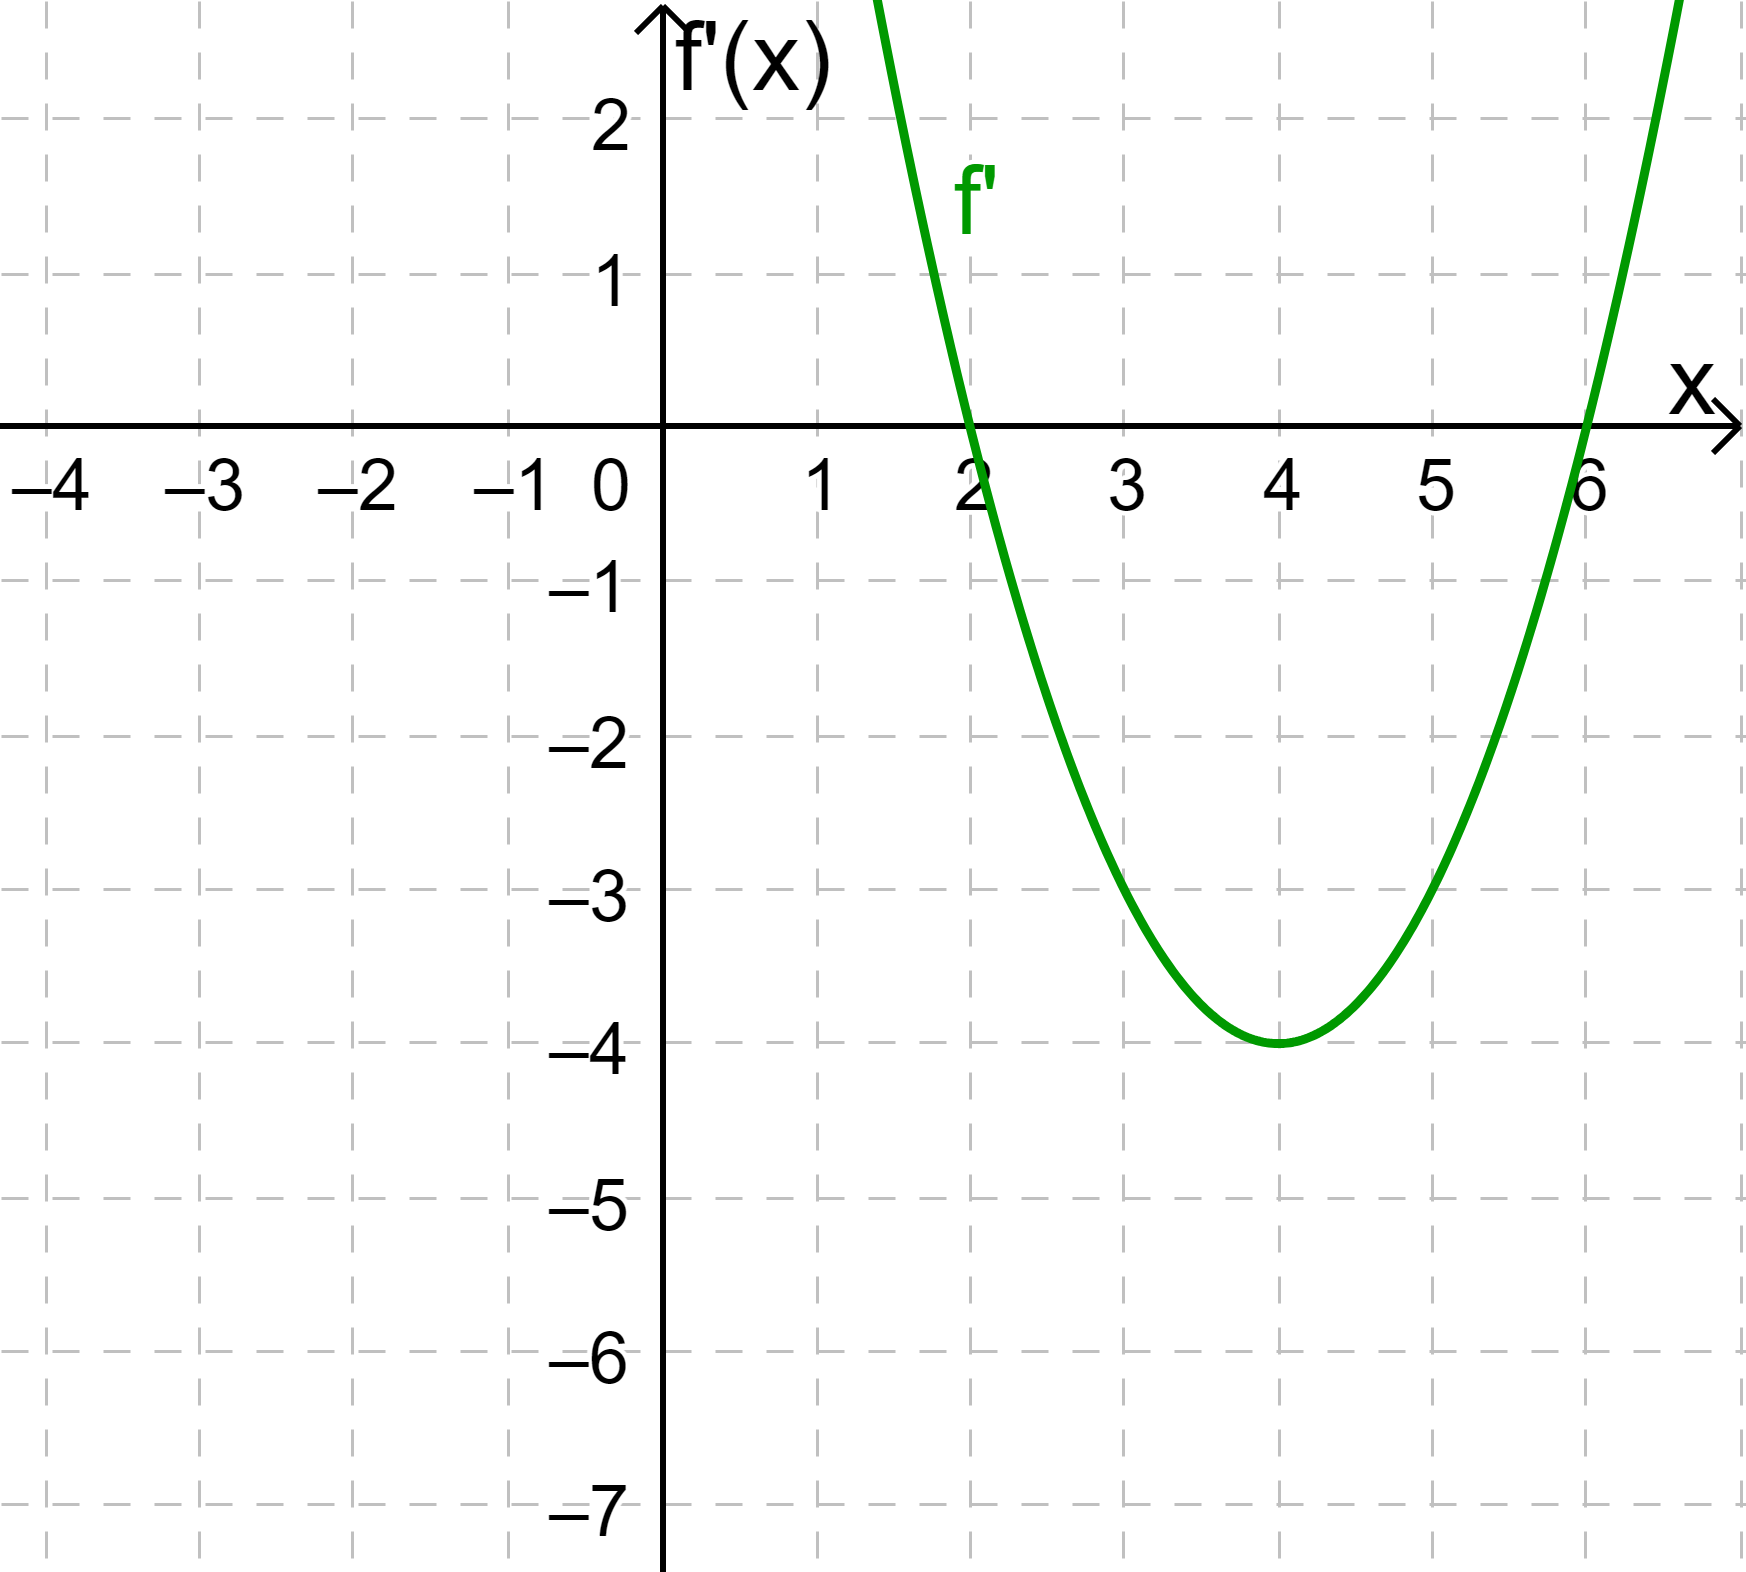 f'(x)
2
f'
1
x
–4 –3 –2 –1 0 1 2 3 4 5 6
–1
–2
–3
–4
–5
–6
–7